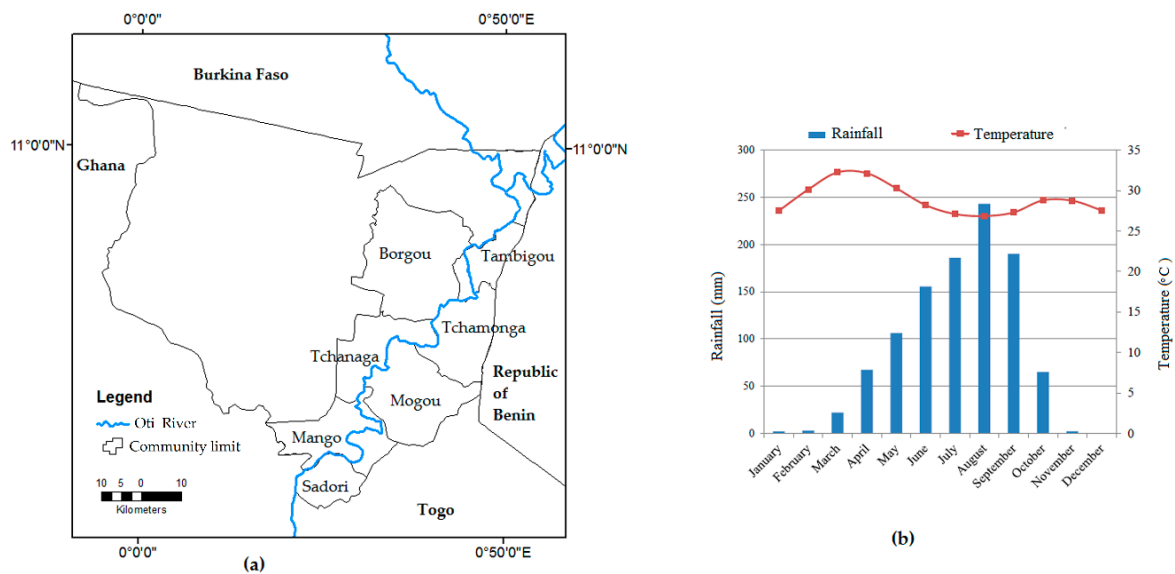 0°0'0"
0°50'0"E
Burkina Faso
11°0'0"N
11°0'0"N
Ghana
Borgou
Tambigou
Tchamonga
Tchanaga
Republic
of
Benin
Mogou
Legend
Oti River
Community limit
Mango
Sadori
10 5 0 10
Kilometers
Togo
0°0'0"
0°50'0"E
(a)
Rainfall
Temperature
300
250
200
150
100
50
0
35
30
25
20
15
10
5
0
Rainfall (mm)
Temperature (°C)
January
February
March
April
May
June
July
August
September
October
November
December
(b)